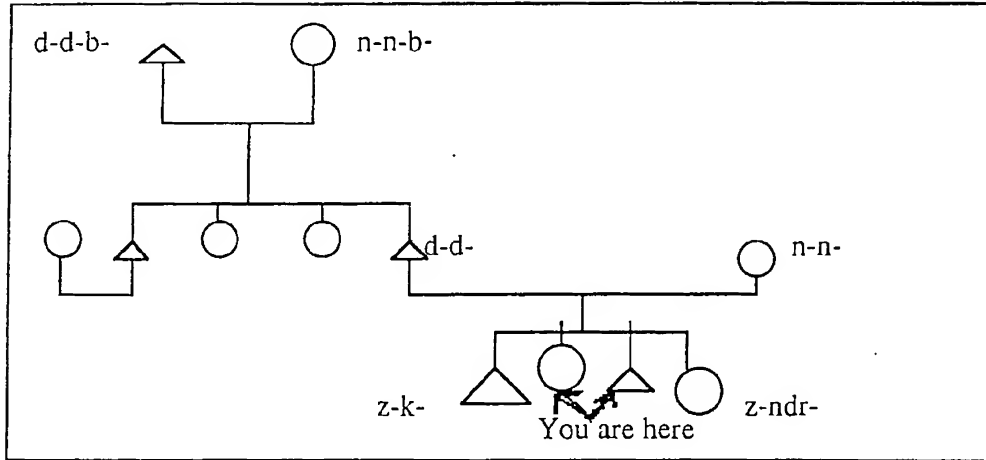 d-d-b- n-n-b-
d-d- n-n-
z-k- z-ndr-
You are here